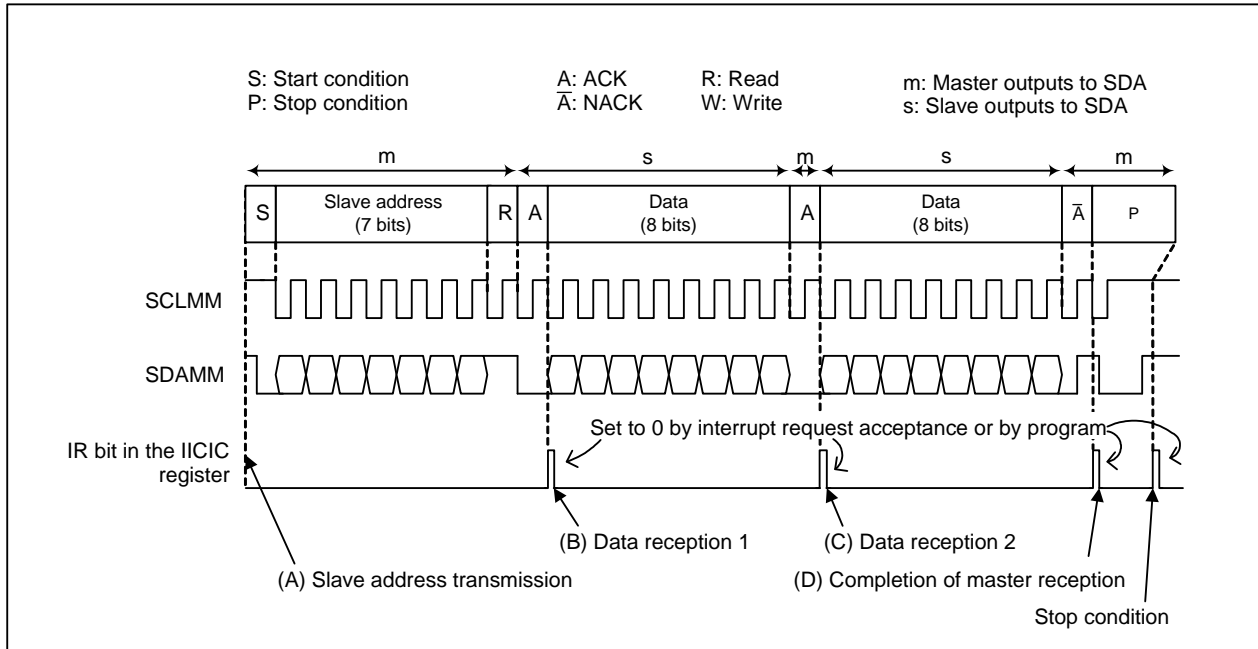 S: Start condition
P: Stop condition
A: ACK
A̅: NACK
R: Read
W: Write
m: Master outputs to SDA
s: Slave outputs to SDA
m
s
m
s
m
S
Slave address
(7 bits)
R
A
Data
(8 bits)
A
Data
(8 bits)
A̅
P
SCLMM
SDAMM
IR bit in the IICIC
register
Set to 0 by interrupt request acceptance or by program
(B) Data reception 1
(C) Data reception 2
(A) Slave address transmission
(D) Completion of master reception
Stop condition